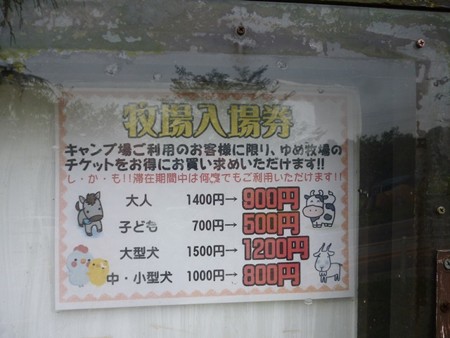 牧場入場券
キャンプ場ご利用のお客様に限り、ゆめ牧場の
チケットをお得にお買い求めいただけます!!
し・か・も!!滞在期間中は何度でもご利用いただけます!!
大人 1400円→900円
子ども 700円→500円
大型犬 1500円→1200円
中・小型犬 1000円→800円